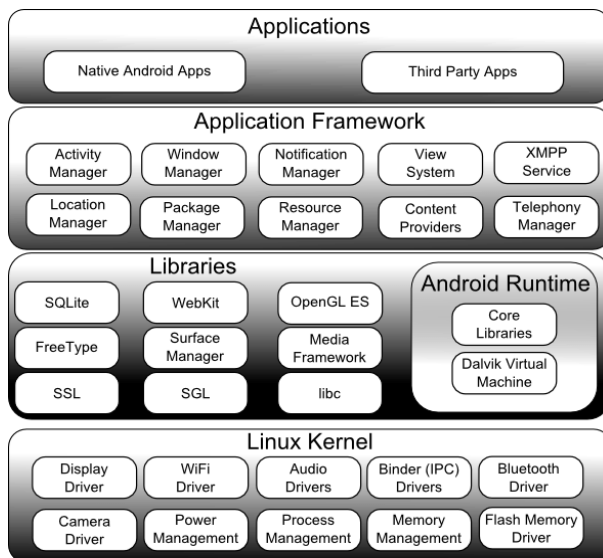 Applications
Native Android Apps
Third Party Apps
Application Framework
Activity
Manager
Window
Manager
Notification
Manager
View
System
XMPP
Service
Location
Manager
Package
Manager
Resource
Manager
Content
Providers
Telephony
Manager
Libraries
SQLite
WebKit
OpenGL ES
FreeType
Surface
Manager
Media
Framework
SSL
SGL
libc
Android Runtime
Core
Libraries
Dalvik Virtual
Machine
Linux Kernel
Display
Driver
WiFi
Driver
Audio
Drivers
Binder (IPC)
Drivers
Bluetooth
Driver
Camera
Driver
Power
Management
Process
Management
Memory
Management
Flash Memory
Driver